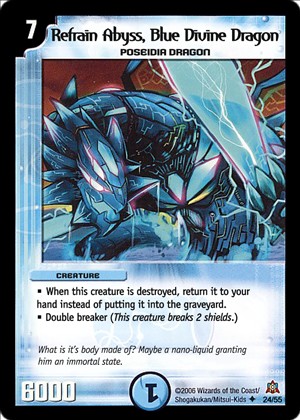 7
Refrain Abyss, Blue Divine Dragon
POSEIDIA DRAGON
CREATURE
▪ When this creature is destroyed, return it to your
hand instead of putting it into the graveyard.
▪ Double breaker (This creature breaks 2 shields.)
What is it's body made of? Maybe a nano-liquid granting
him an immortal state.
6000
1
©2006 Wizards of the Coast/
Shogakukan/Mitsui-Kids ♦ 24/55